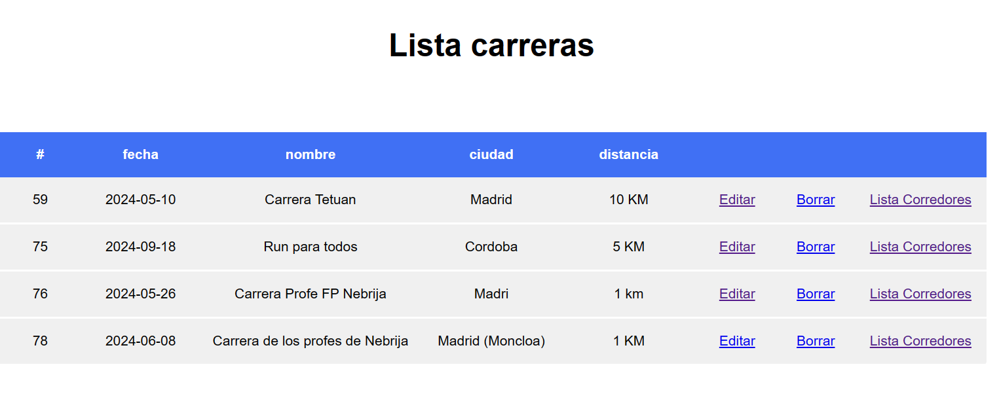 Lista carreras
# fecha nombre ciudad distancia
59 2024-05-10 Carrera Tetuan Madrid 10 KM Editar Borrar Lista Corredores
75 2024-09-18 Run para todos Cordoba 5 KM Editar Borrar Lista Corredores
76 2024-05-26 Carrera Profe FP Nebrija Madri 1 km Editar Borrar Lista Corredores
78 2024-06-08 Carrera de los profes de Nebrija Madrid (Moncloa) 1 KM Editar Borrar Lista Corredores